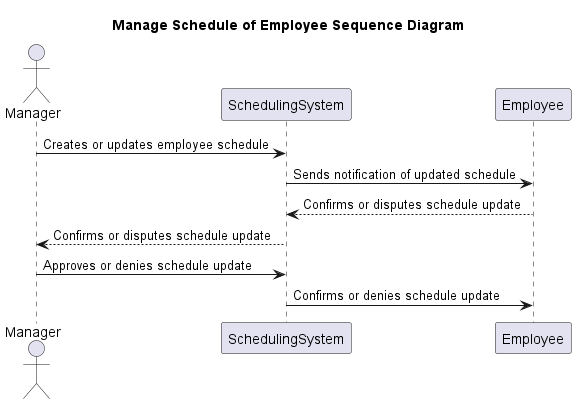 Manage Schedule of Employee Sequence Diagram
Manager
SchedulingSystem
Employee
Creates or updates employee schedule
Sends notification of updated schedule
Confirms or disputes schedule update
Confirms or disputes schedule update
Approves or denies schedule update
Confirms or denies schedule update
Manager
SchedulingSystem
Employee